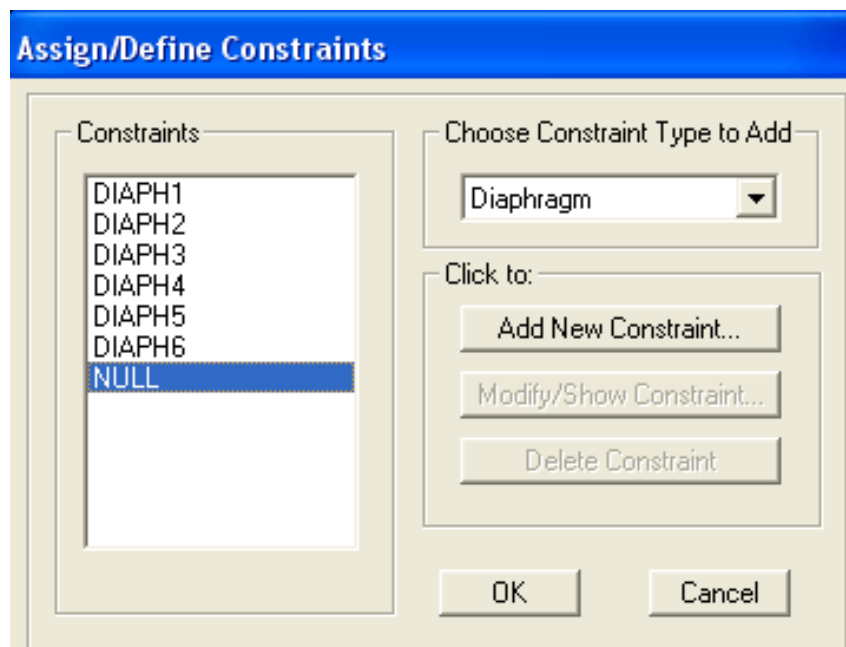 Assign/Define Constraints
Constraints
DIAPH1
DIAPH2
DIAPH3
DIAPH4
DIAPH5
DIAPH6
NULL
Choose Constraint Type to Add
Diaphragm
Click to:
Add New Constraint...
Modify/Show Constraint...
Delete Constraint
OK
Cancel